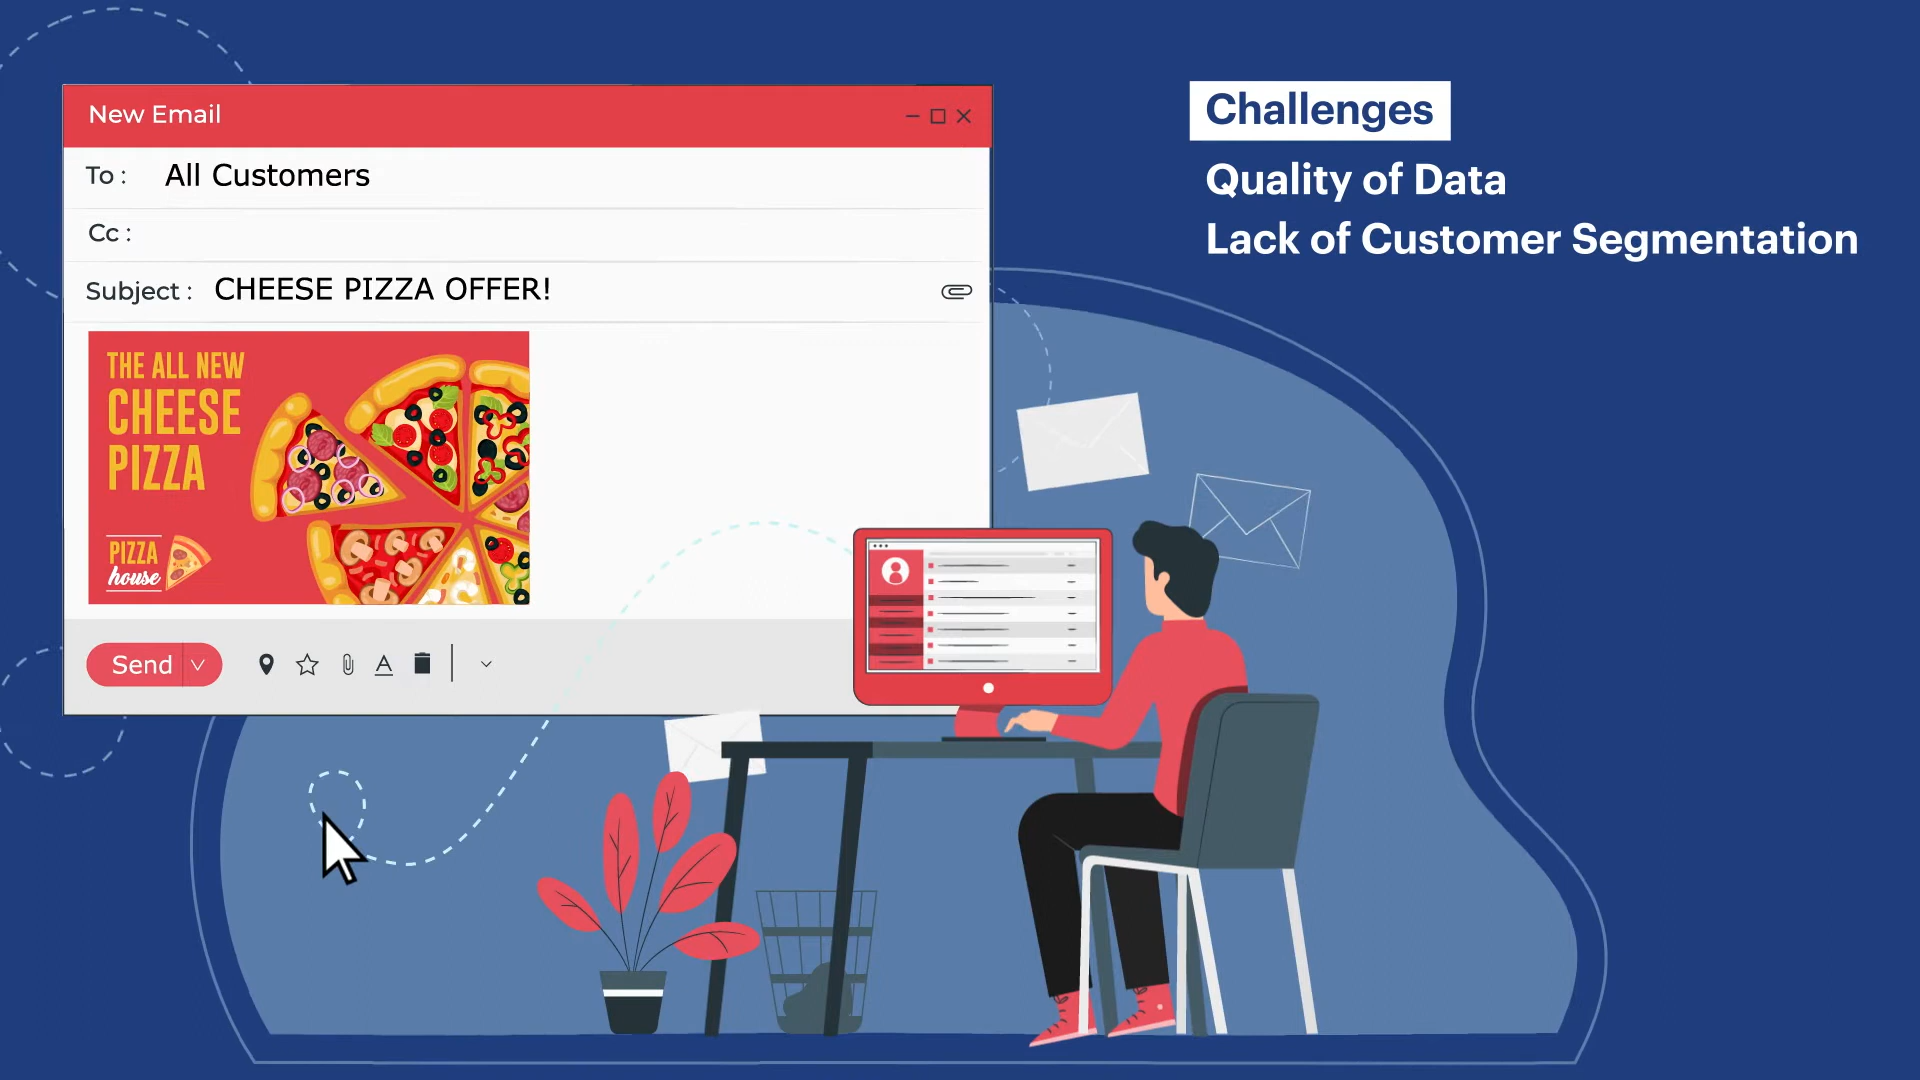 New Email
To : All Customers
Cc :
Subject : CHEESE PIZZA OFFER!
THE ALL NEW
CHEESE
PIZZA
PIZZA
house
Send
A
Challenges
Quality of Data
Lack of Customer Segmentation